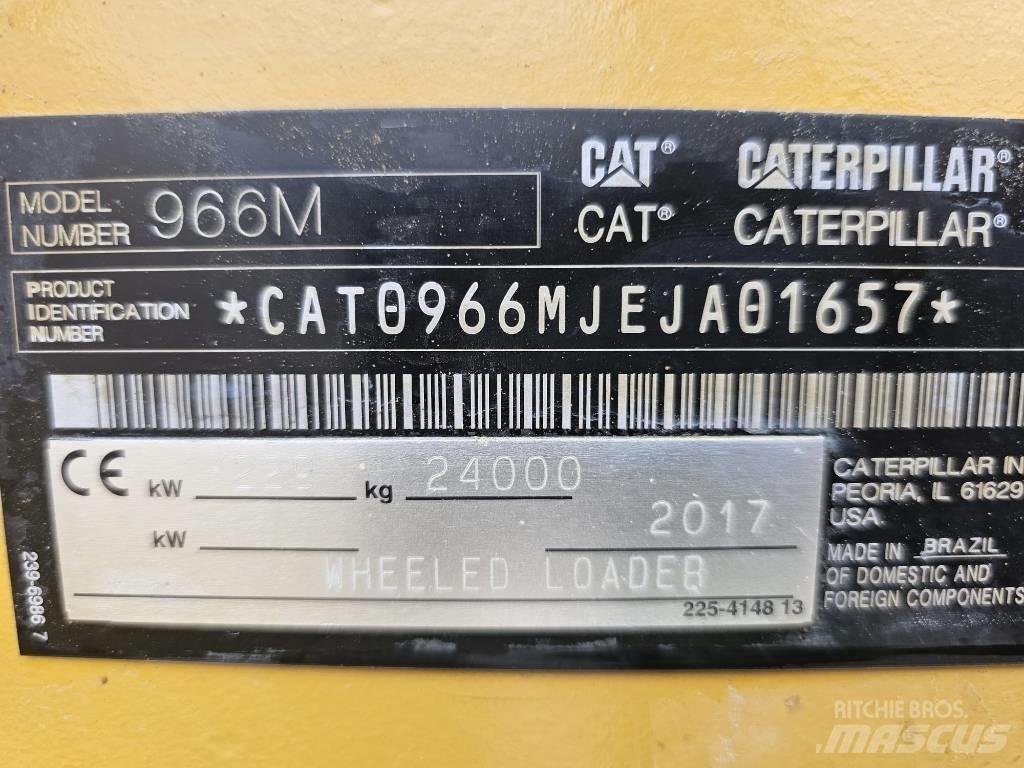 CAT® CATERPILLAR®
MODEL NUMBER 966M
CAT® CATERPILLAR®
PRODUCT IDENTIFICATION NUMBER *CAT0966MJEJA01657*
CE kW kg 24000
kW 2017
WHEELED LOADER
225-4148 13
239-6986 7
CATERPILLAR IN
PEORIA, IL 61629
USA
MADE IN BRAZIL
OF DOMESTIC AND
FOREIGN COMPONENTS
RITCHIE BROS.
MASCUS